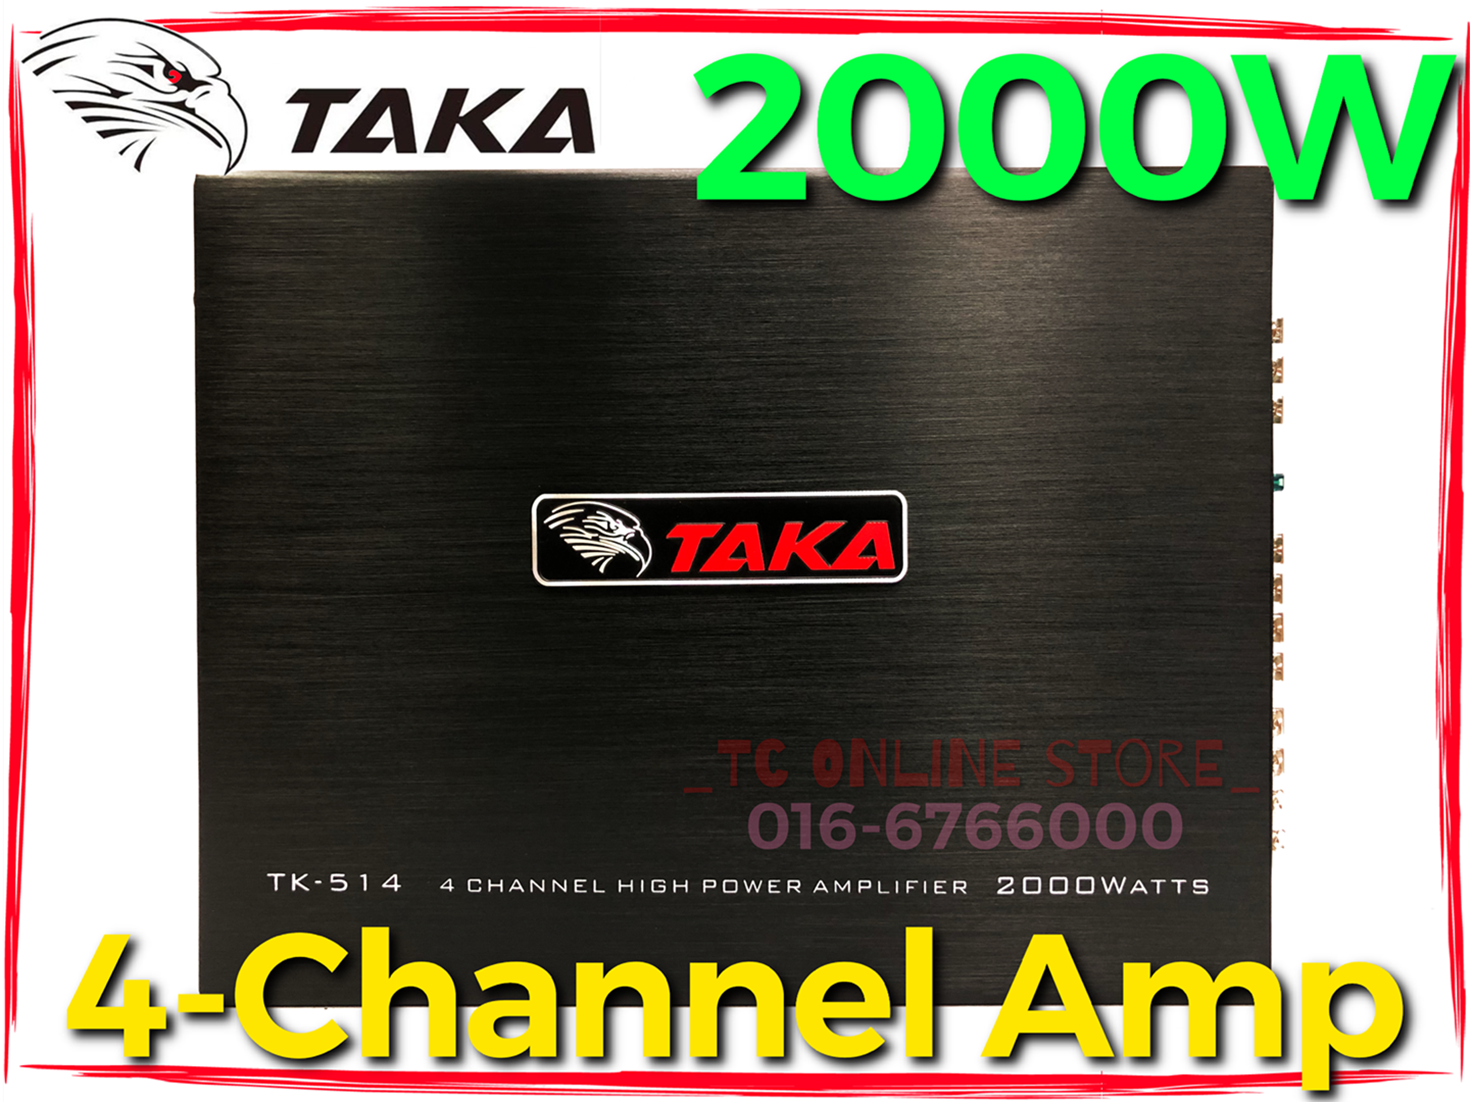 TAKA
2000W
TAKA
_TC ONLINE STORE_
016-6766000
TK-514 4 CHANNEL HIGH POWER AMPLIFIER 2000WATTS
4-Channel Amp